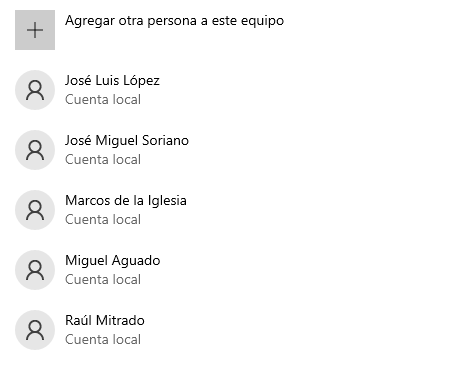 Agregar otra persona a este equipo
José Luis López
Cuenta local
José Miguel Soriano
Cuenta local
Marcos de la Iglesia
Cuenta local
Miguel Aguado
Cuenta local
Raúl Mitrado
Cuenta local